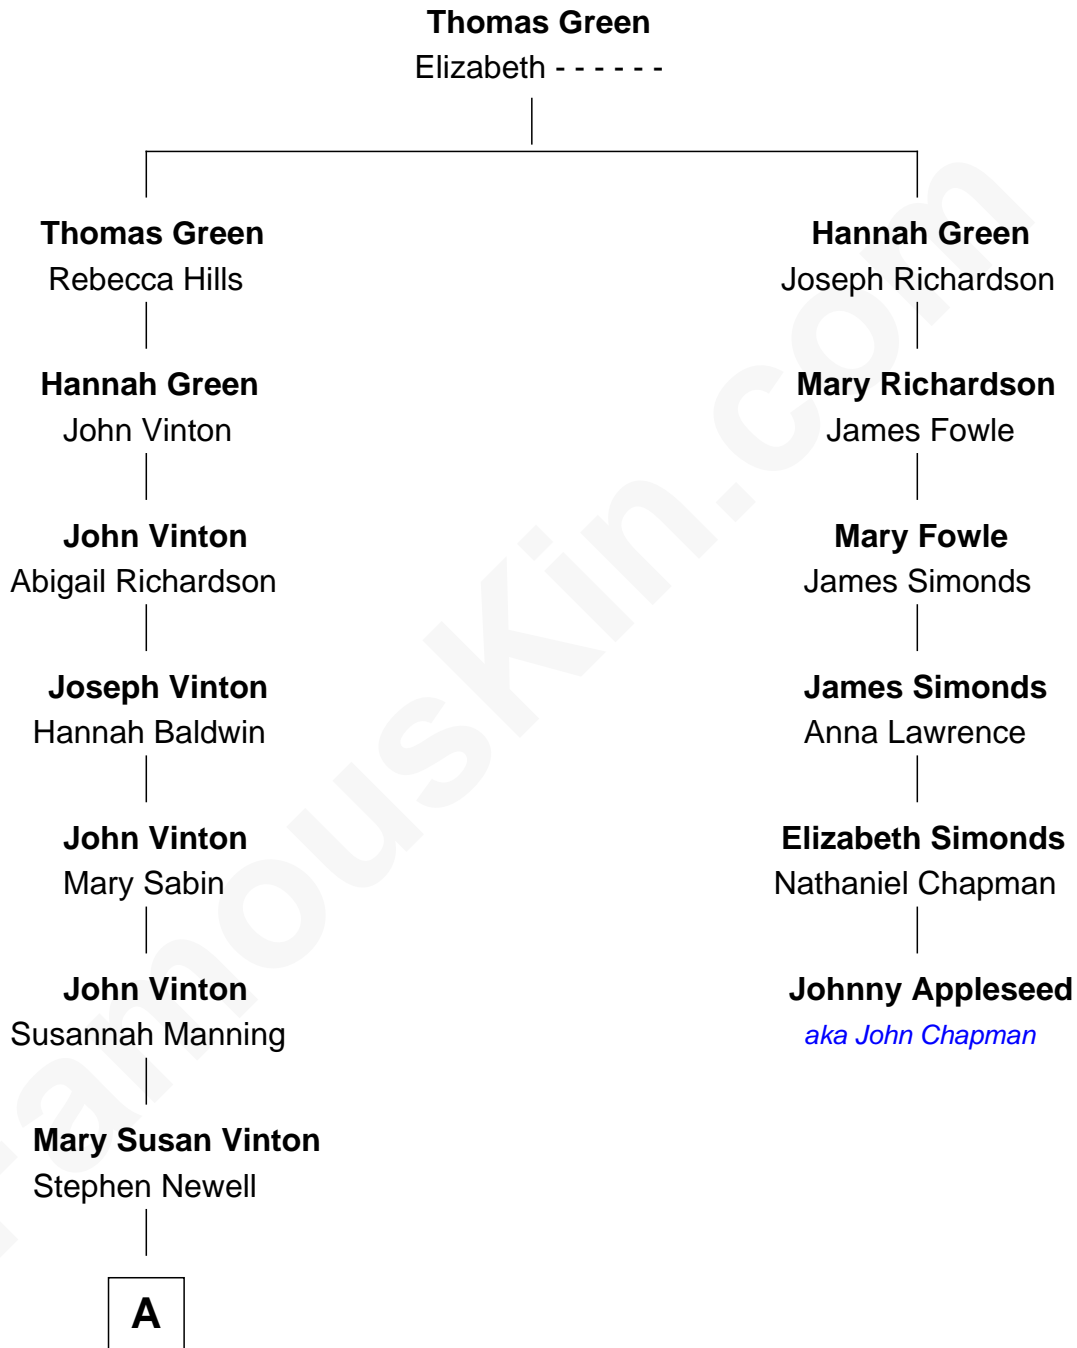 Thomas Green
Elizabeth - - - - - -
Thomas Green
Rebecca Hills
Hannah Green
John Vinton
John Vinton
Abigail Richardson
Joseph Vinton
Hannah Baldwin
John Vinton
Mary Sabin
John Vinton
Susannah Manning
Mary Susan Vinton
Stephen Newell
A
Hannah Green
Joseph Richardson
Mary Richardson
James Fowle
Mary Fowle
James Simonds
James Simonds
Anna Lawrence
Elizabeth Simonds
Nathaniel Chapman
Johnny Appleseed
aka John Chapman
FamousKin.com